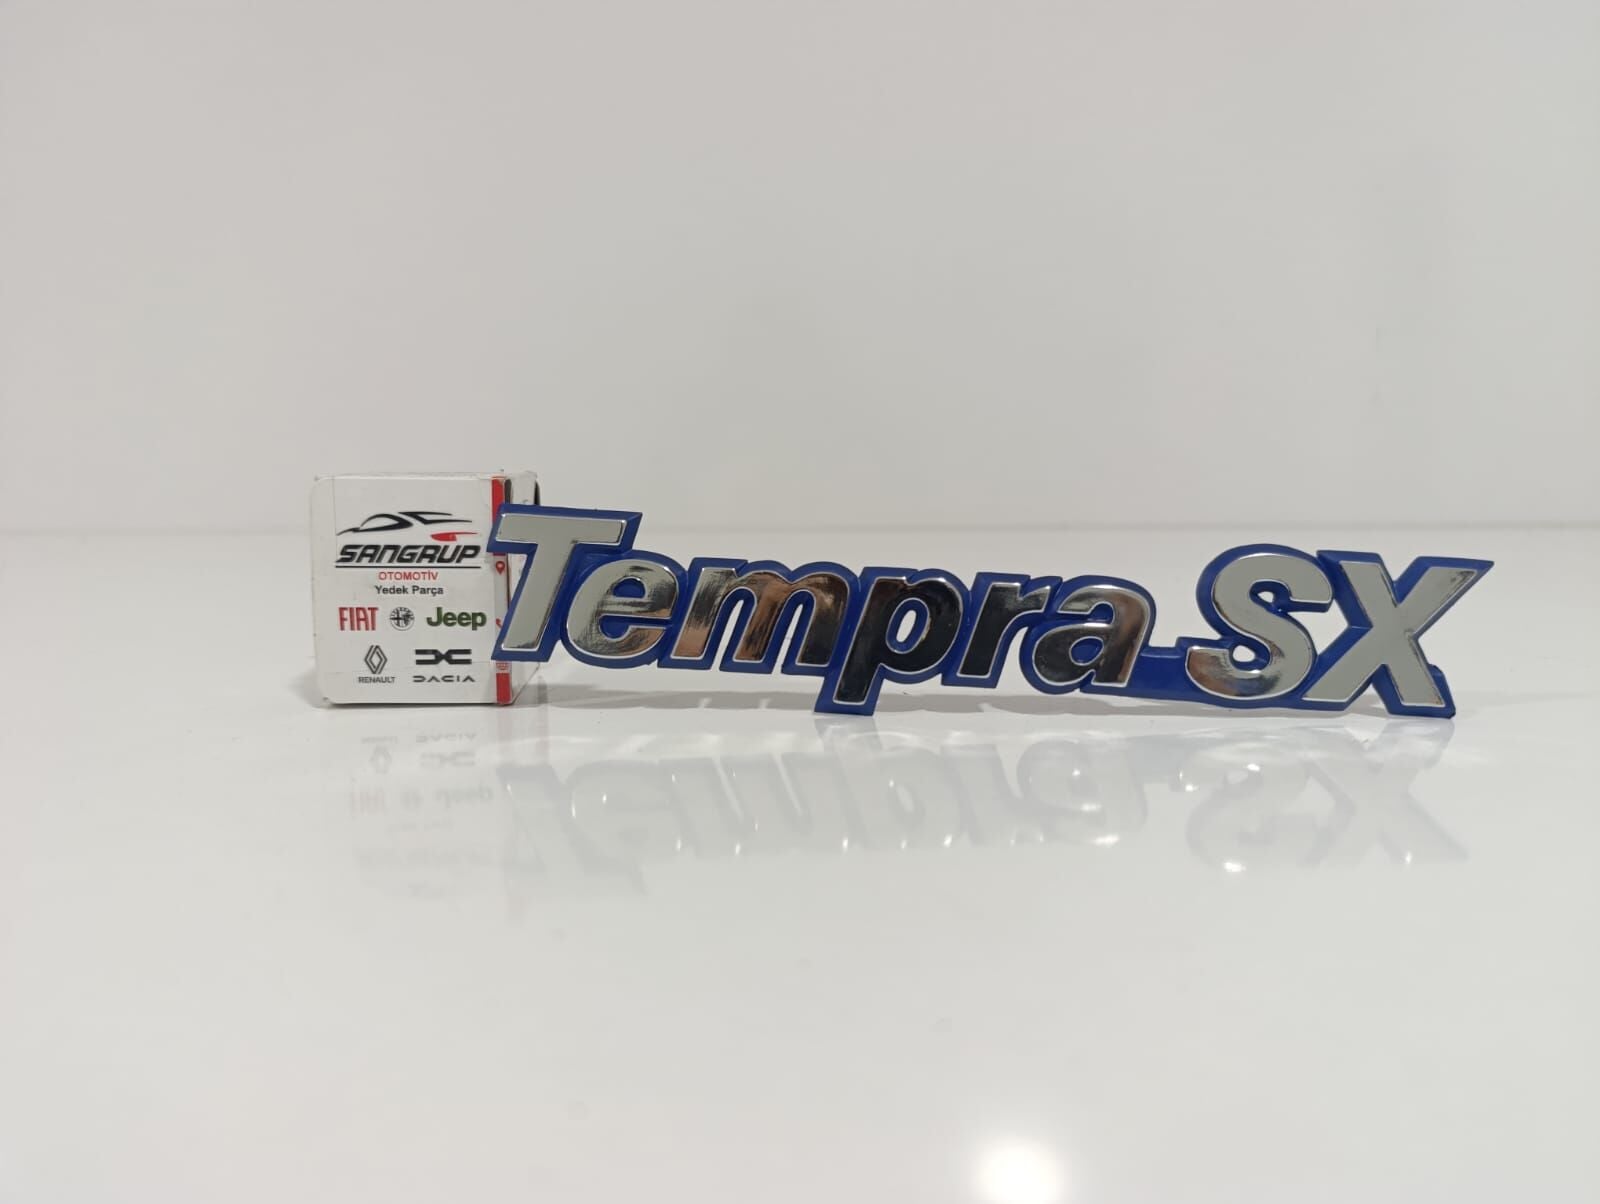 SANGRUP
OTOMOTİV
Yedek Parça
FIAT Jeep
RENAULT DACIA
Tempra SX